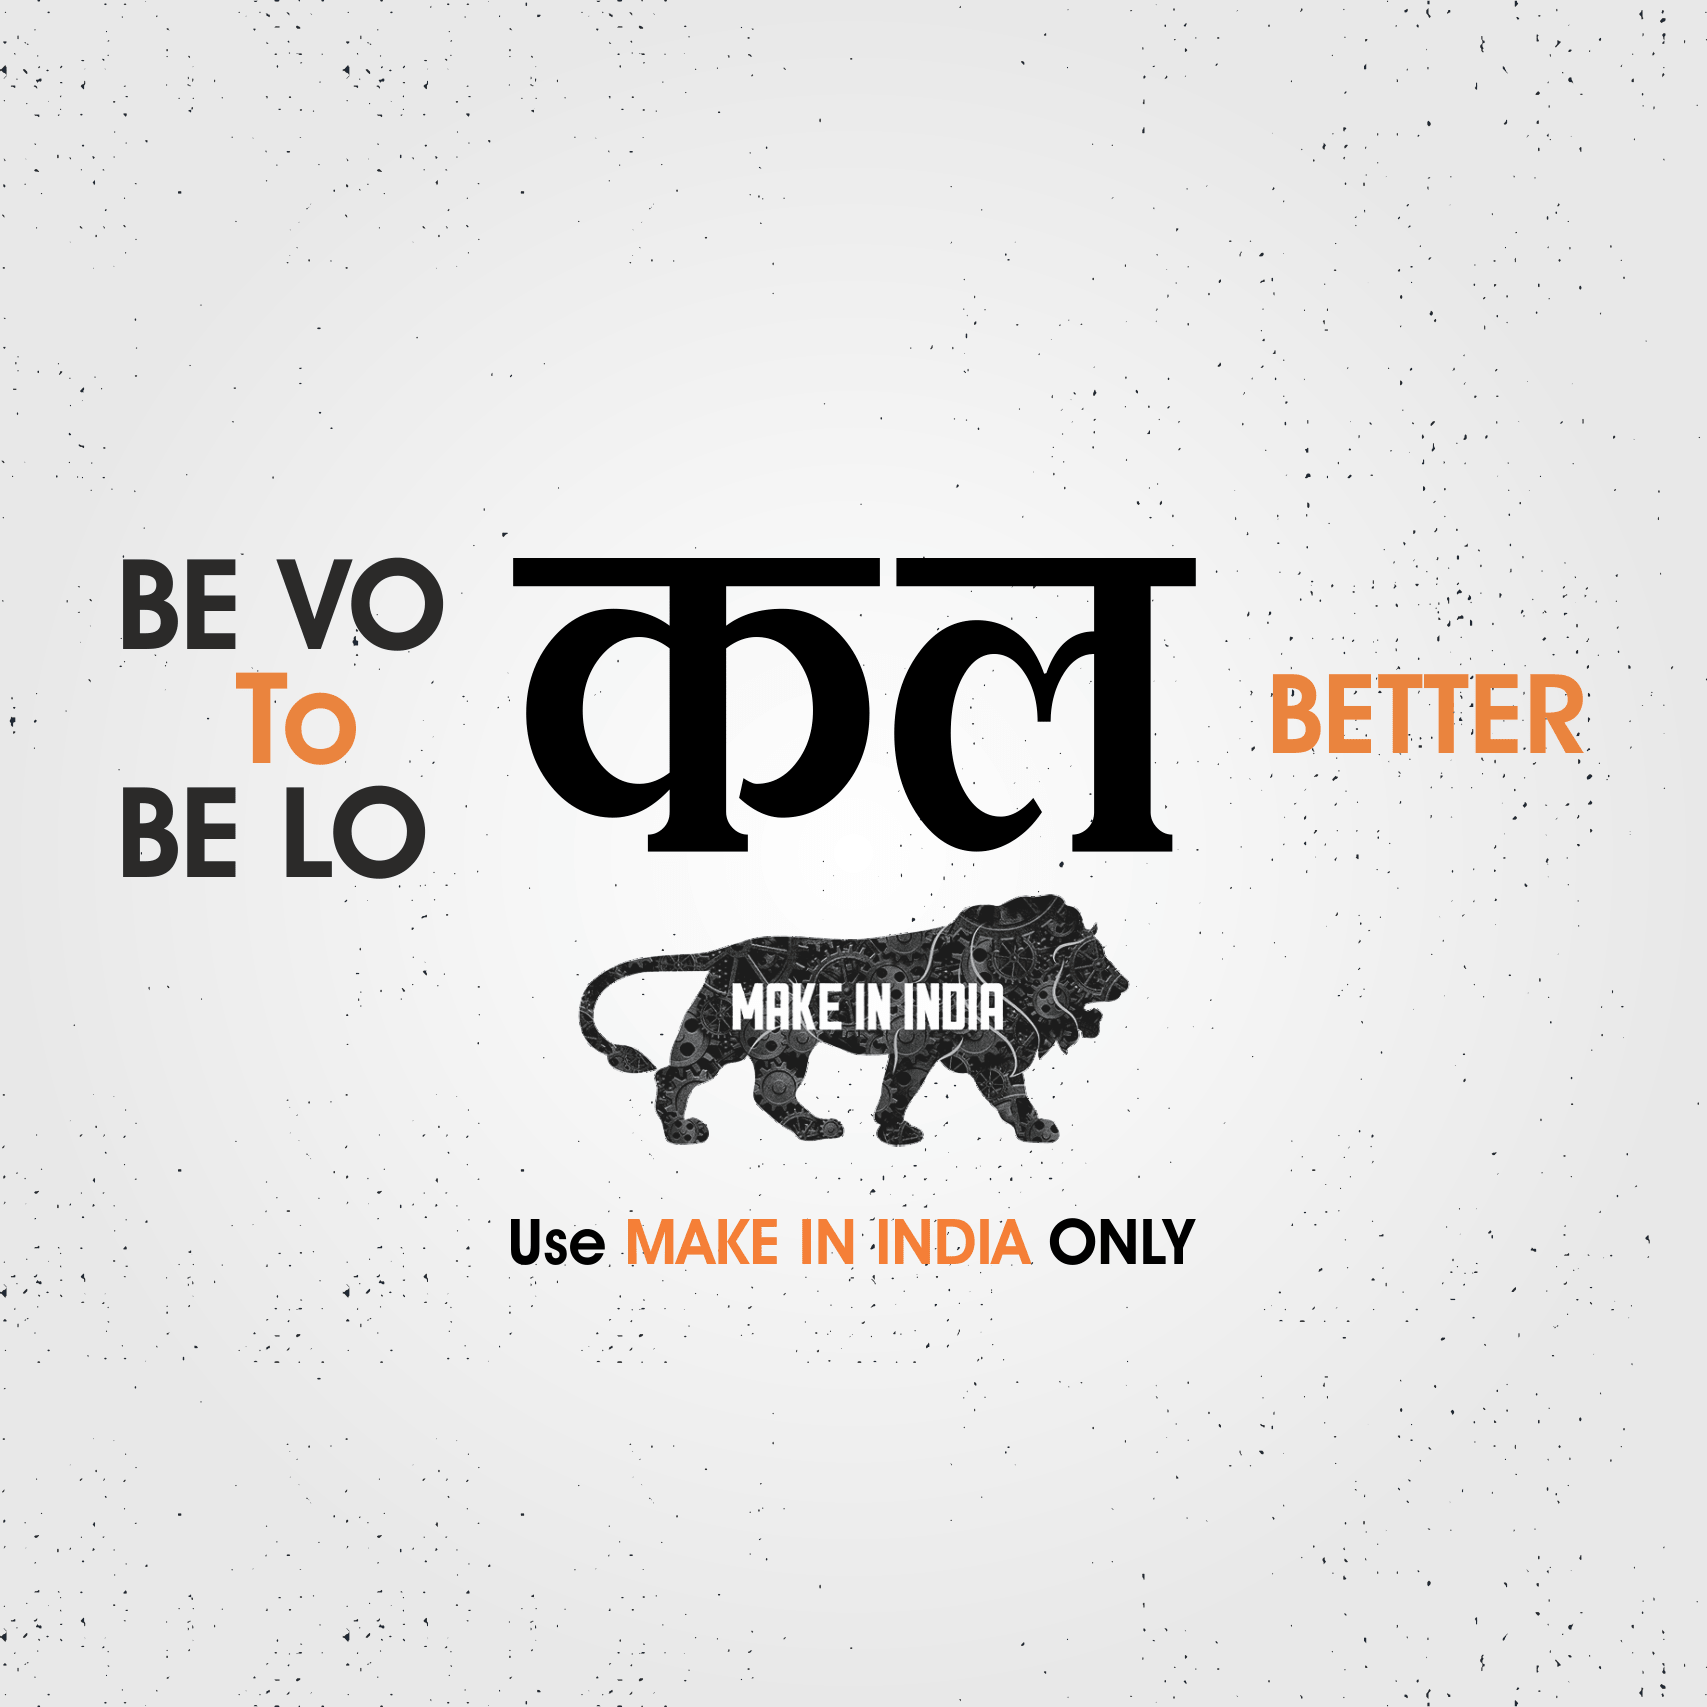 BE VO
To
BE LO
कल
BETTER
MAKE IN INDIA
Use MAKE IN INDIA ONLY